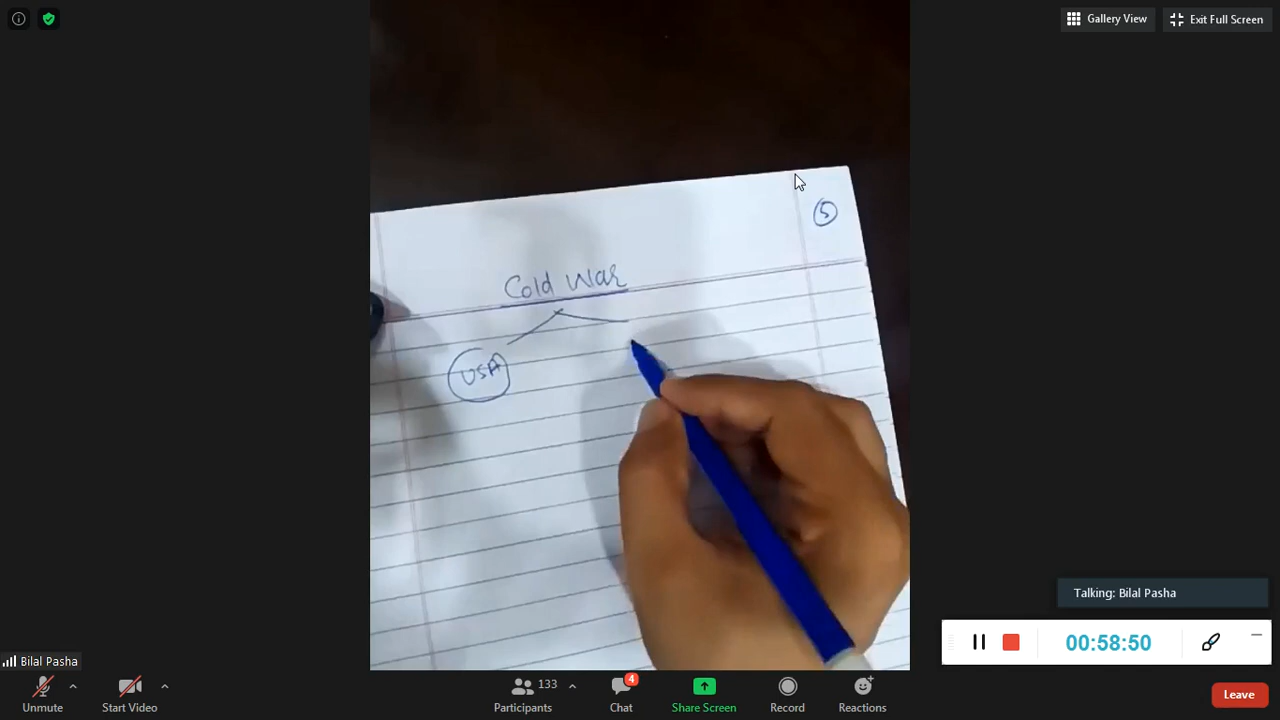 Gallery View
Exit Full Screen
5
Cold War
USA
Talking: Bilal Pasha
00:58:50
Bilal Pasha
Unmute
Start Video
133
Participants
4
Chat
Share Screen
Record
Reactions
Leave